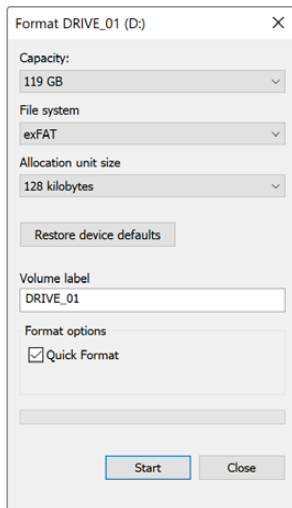 Format DRIVE_01 (D:)
Capacity:
119 GB
File system
exFAT
Allocation unit size
128 kilobytes
Restore device defaults
Volume label
DRIVE_01
Format options
Quick Format
Start
Close